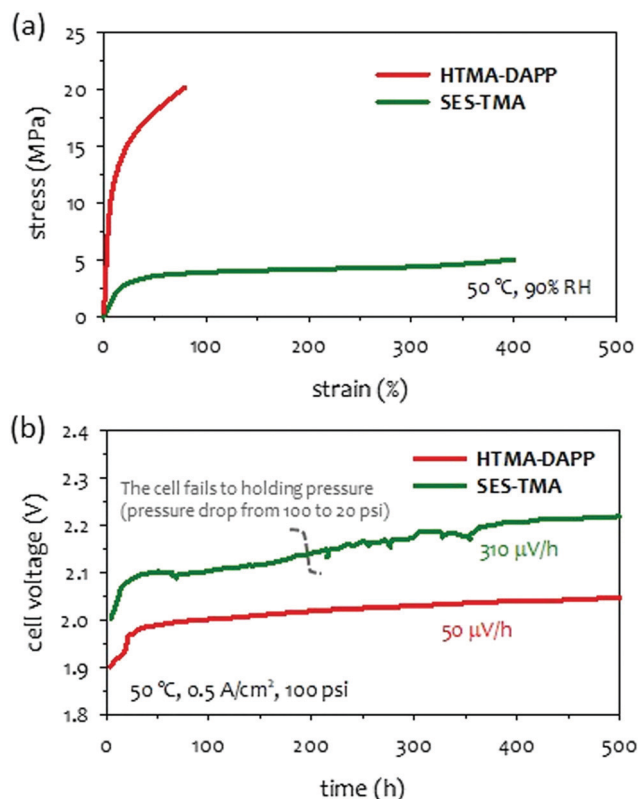 (a)
25
20
15
10
5
0
stress (MPa)
HTMA-DAPP
SES-TMA
50 °C, 90% RH
0 100 200 300 400 500
strain (%)
(b)
2.4
2.3
2.2
2.1
2.0
1.9
1.8
cell voltage (V)
HTMA-DAPP
SES-TMA
The cell fails to holding pressure
(pressure drop from 100 to 20 psi)
310 µV/h
50 µV/h
50 °C, 0.5 A/cm², 100 psi
0 100 200 300 400 500
time (h)